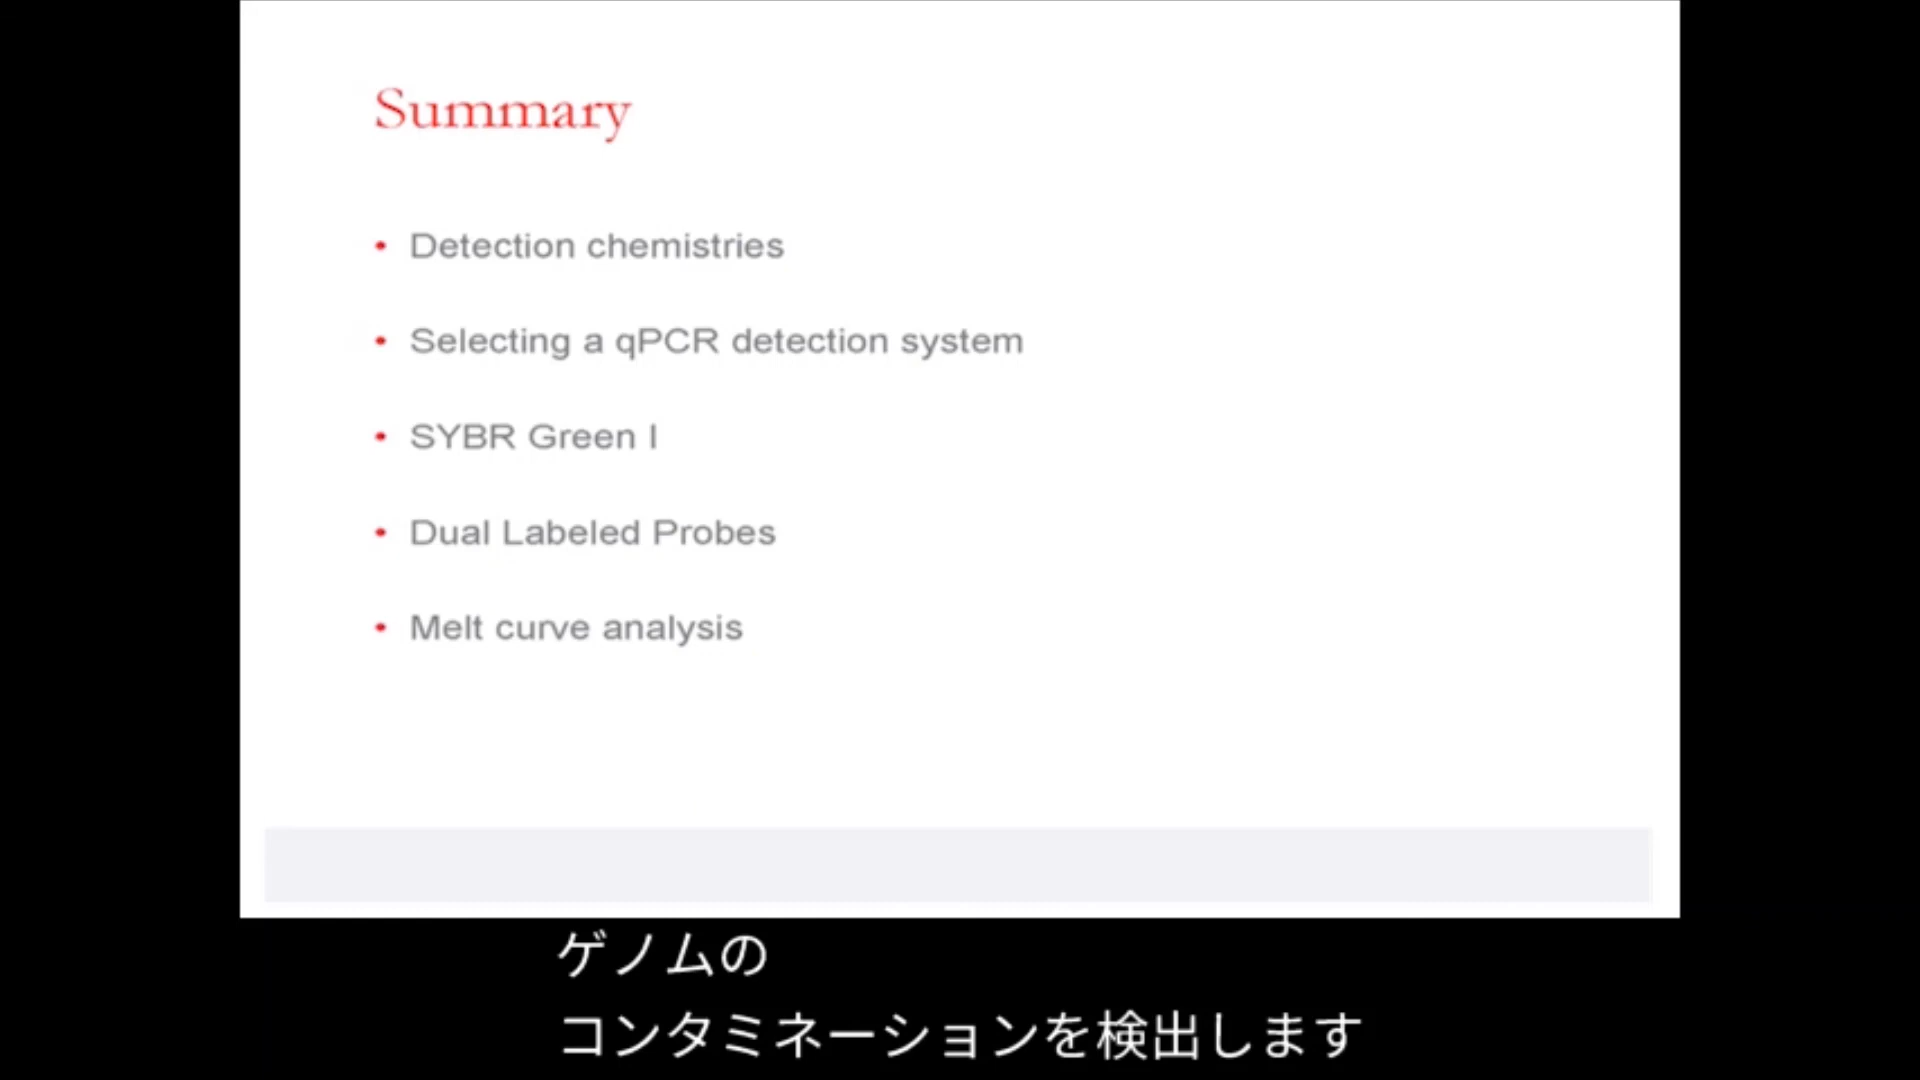 Summary
• Detection chemistries
• Selecting a qPCR detection system
• SYBR Green I
• Dual Labeled Probes
• Melt curve analysis
ゲノムの
コンタミネーションを検出します